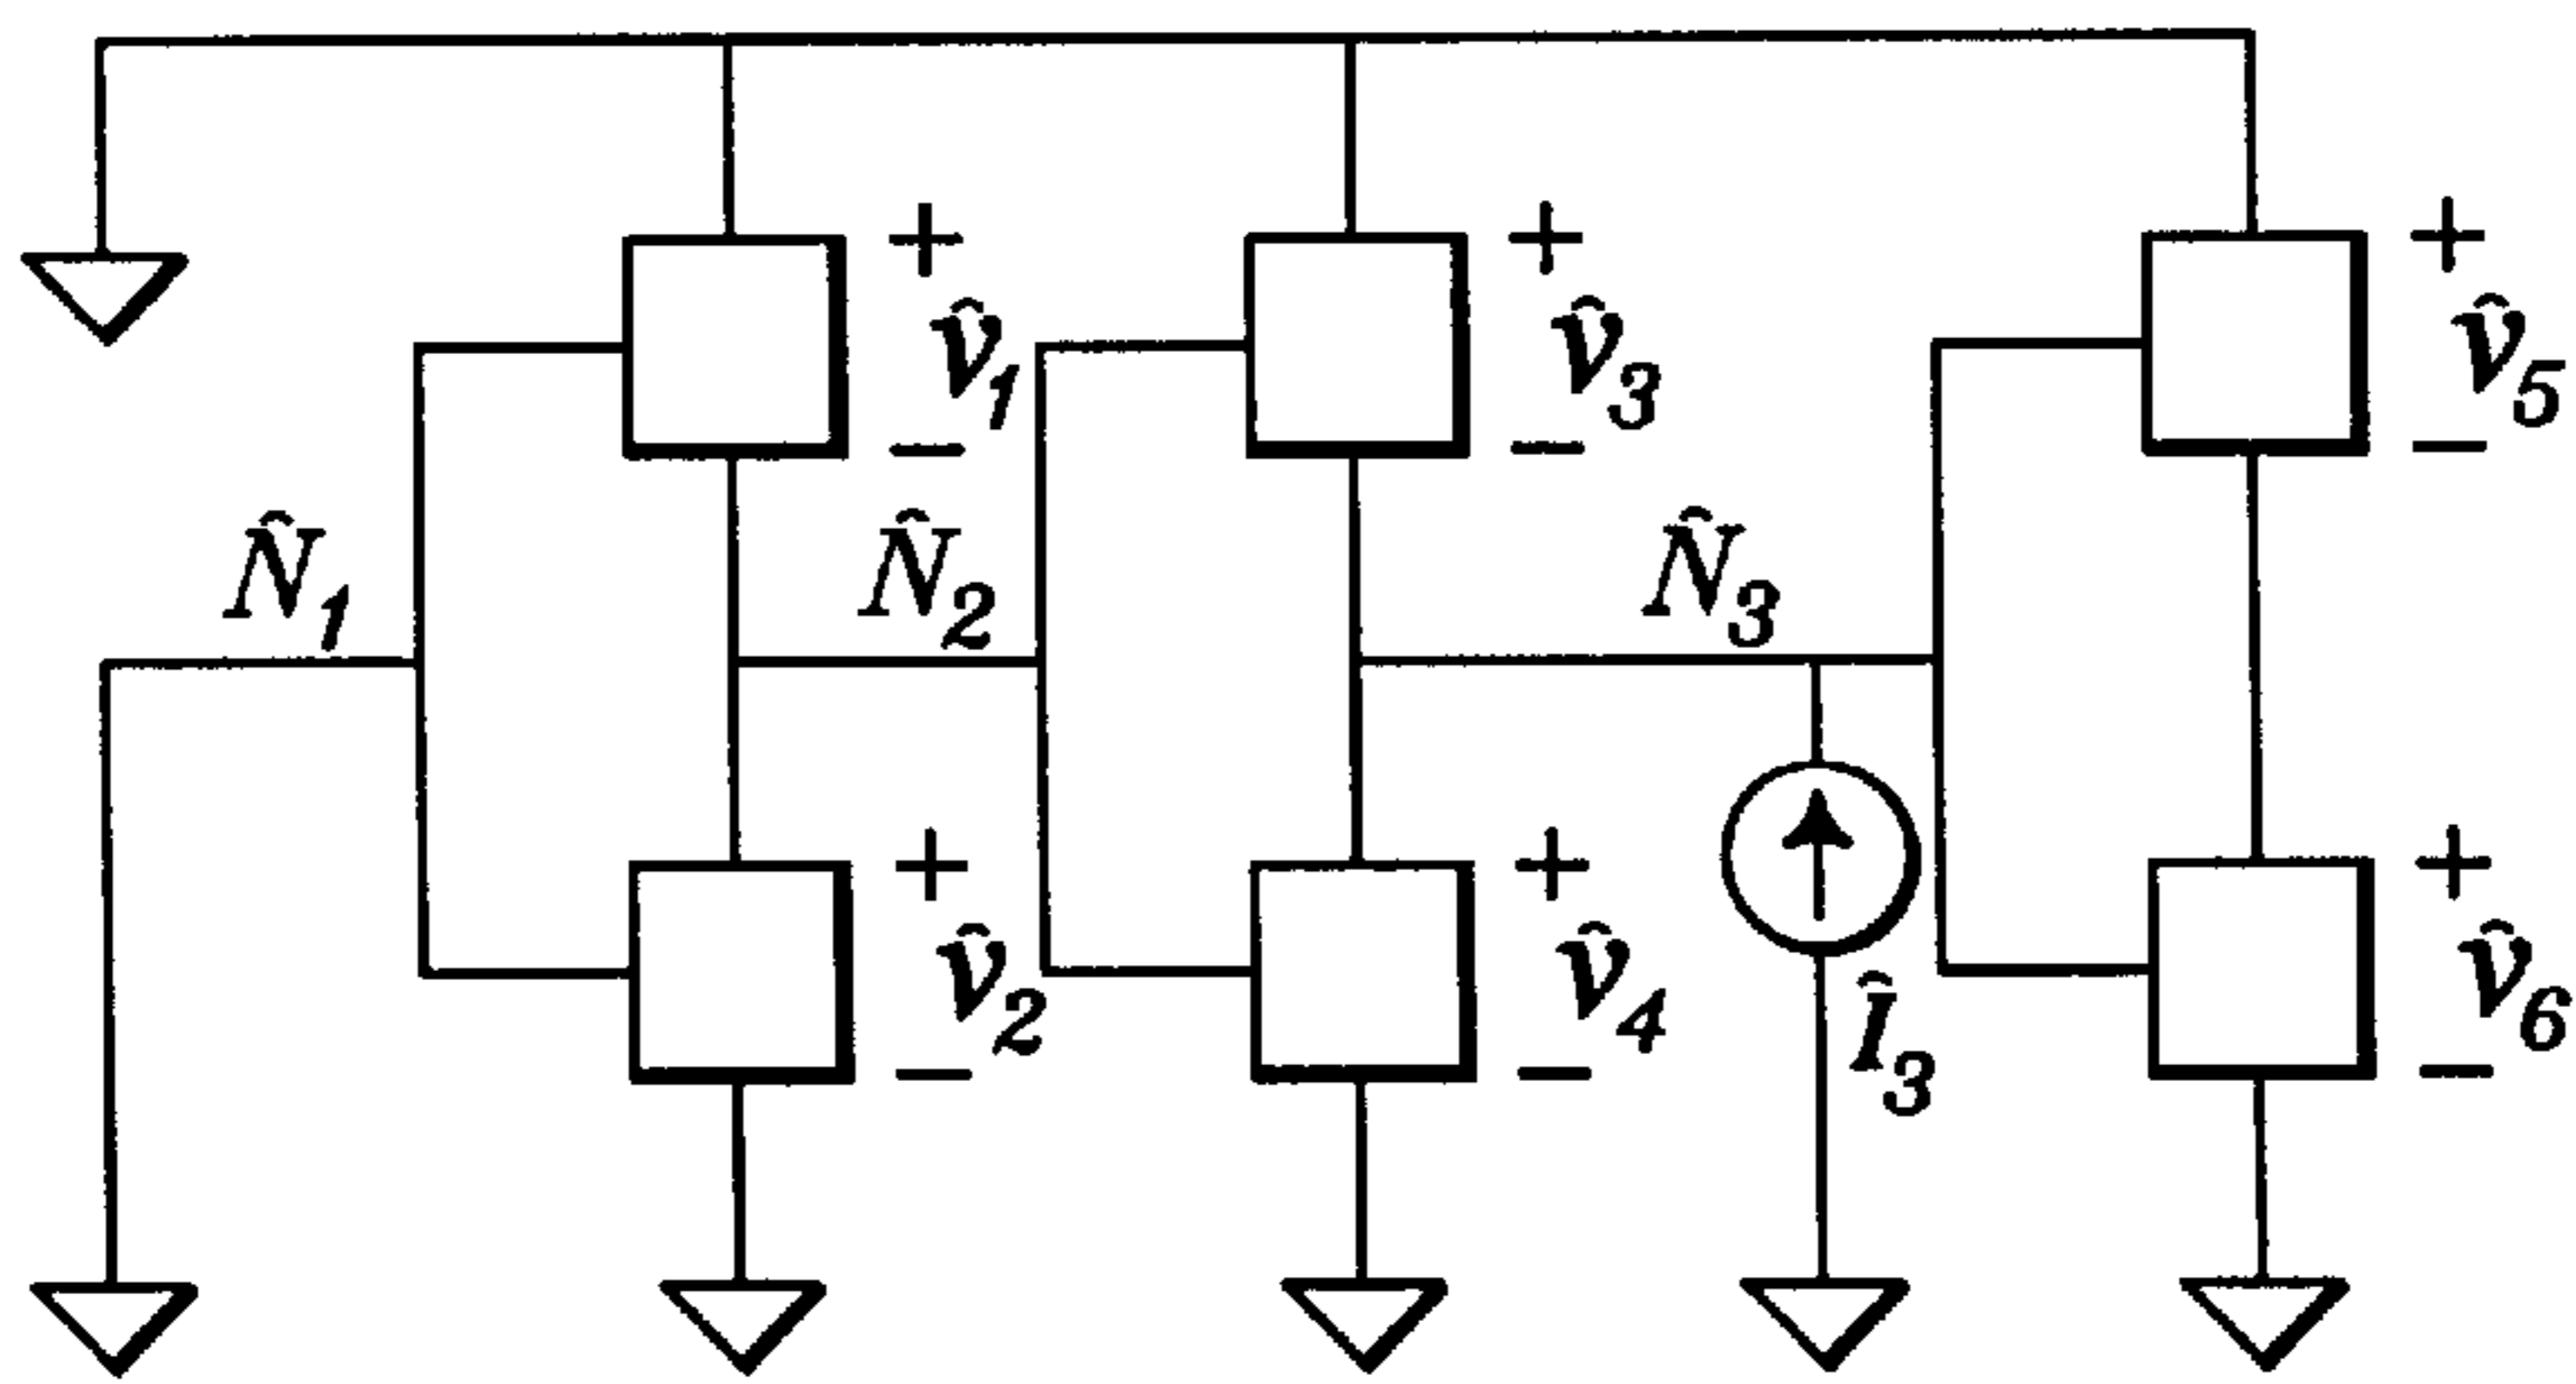 + + +
v̂1 v̂3 v̂5
− − −
N̂1 N̂2 N̂3
+ + +
v̂2 v̂4 î3 v̂6
− − −